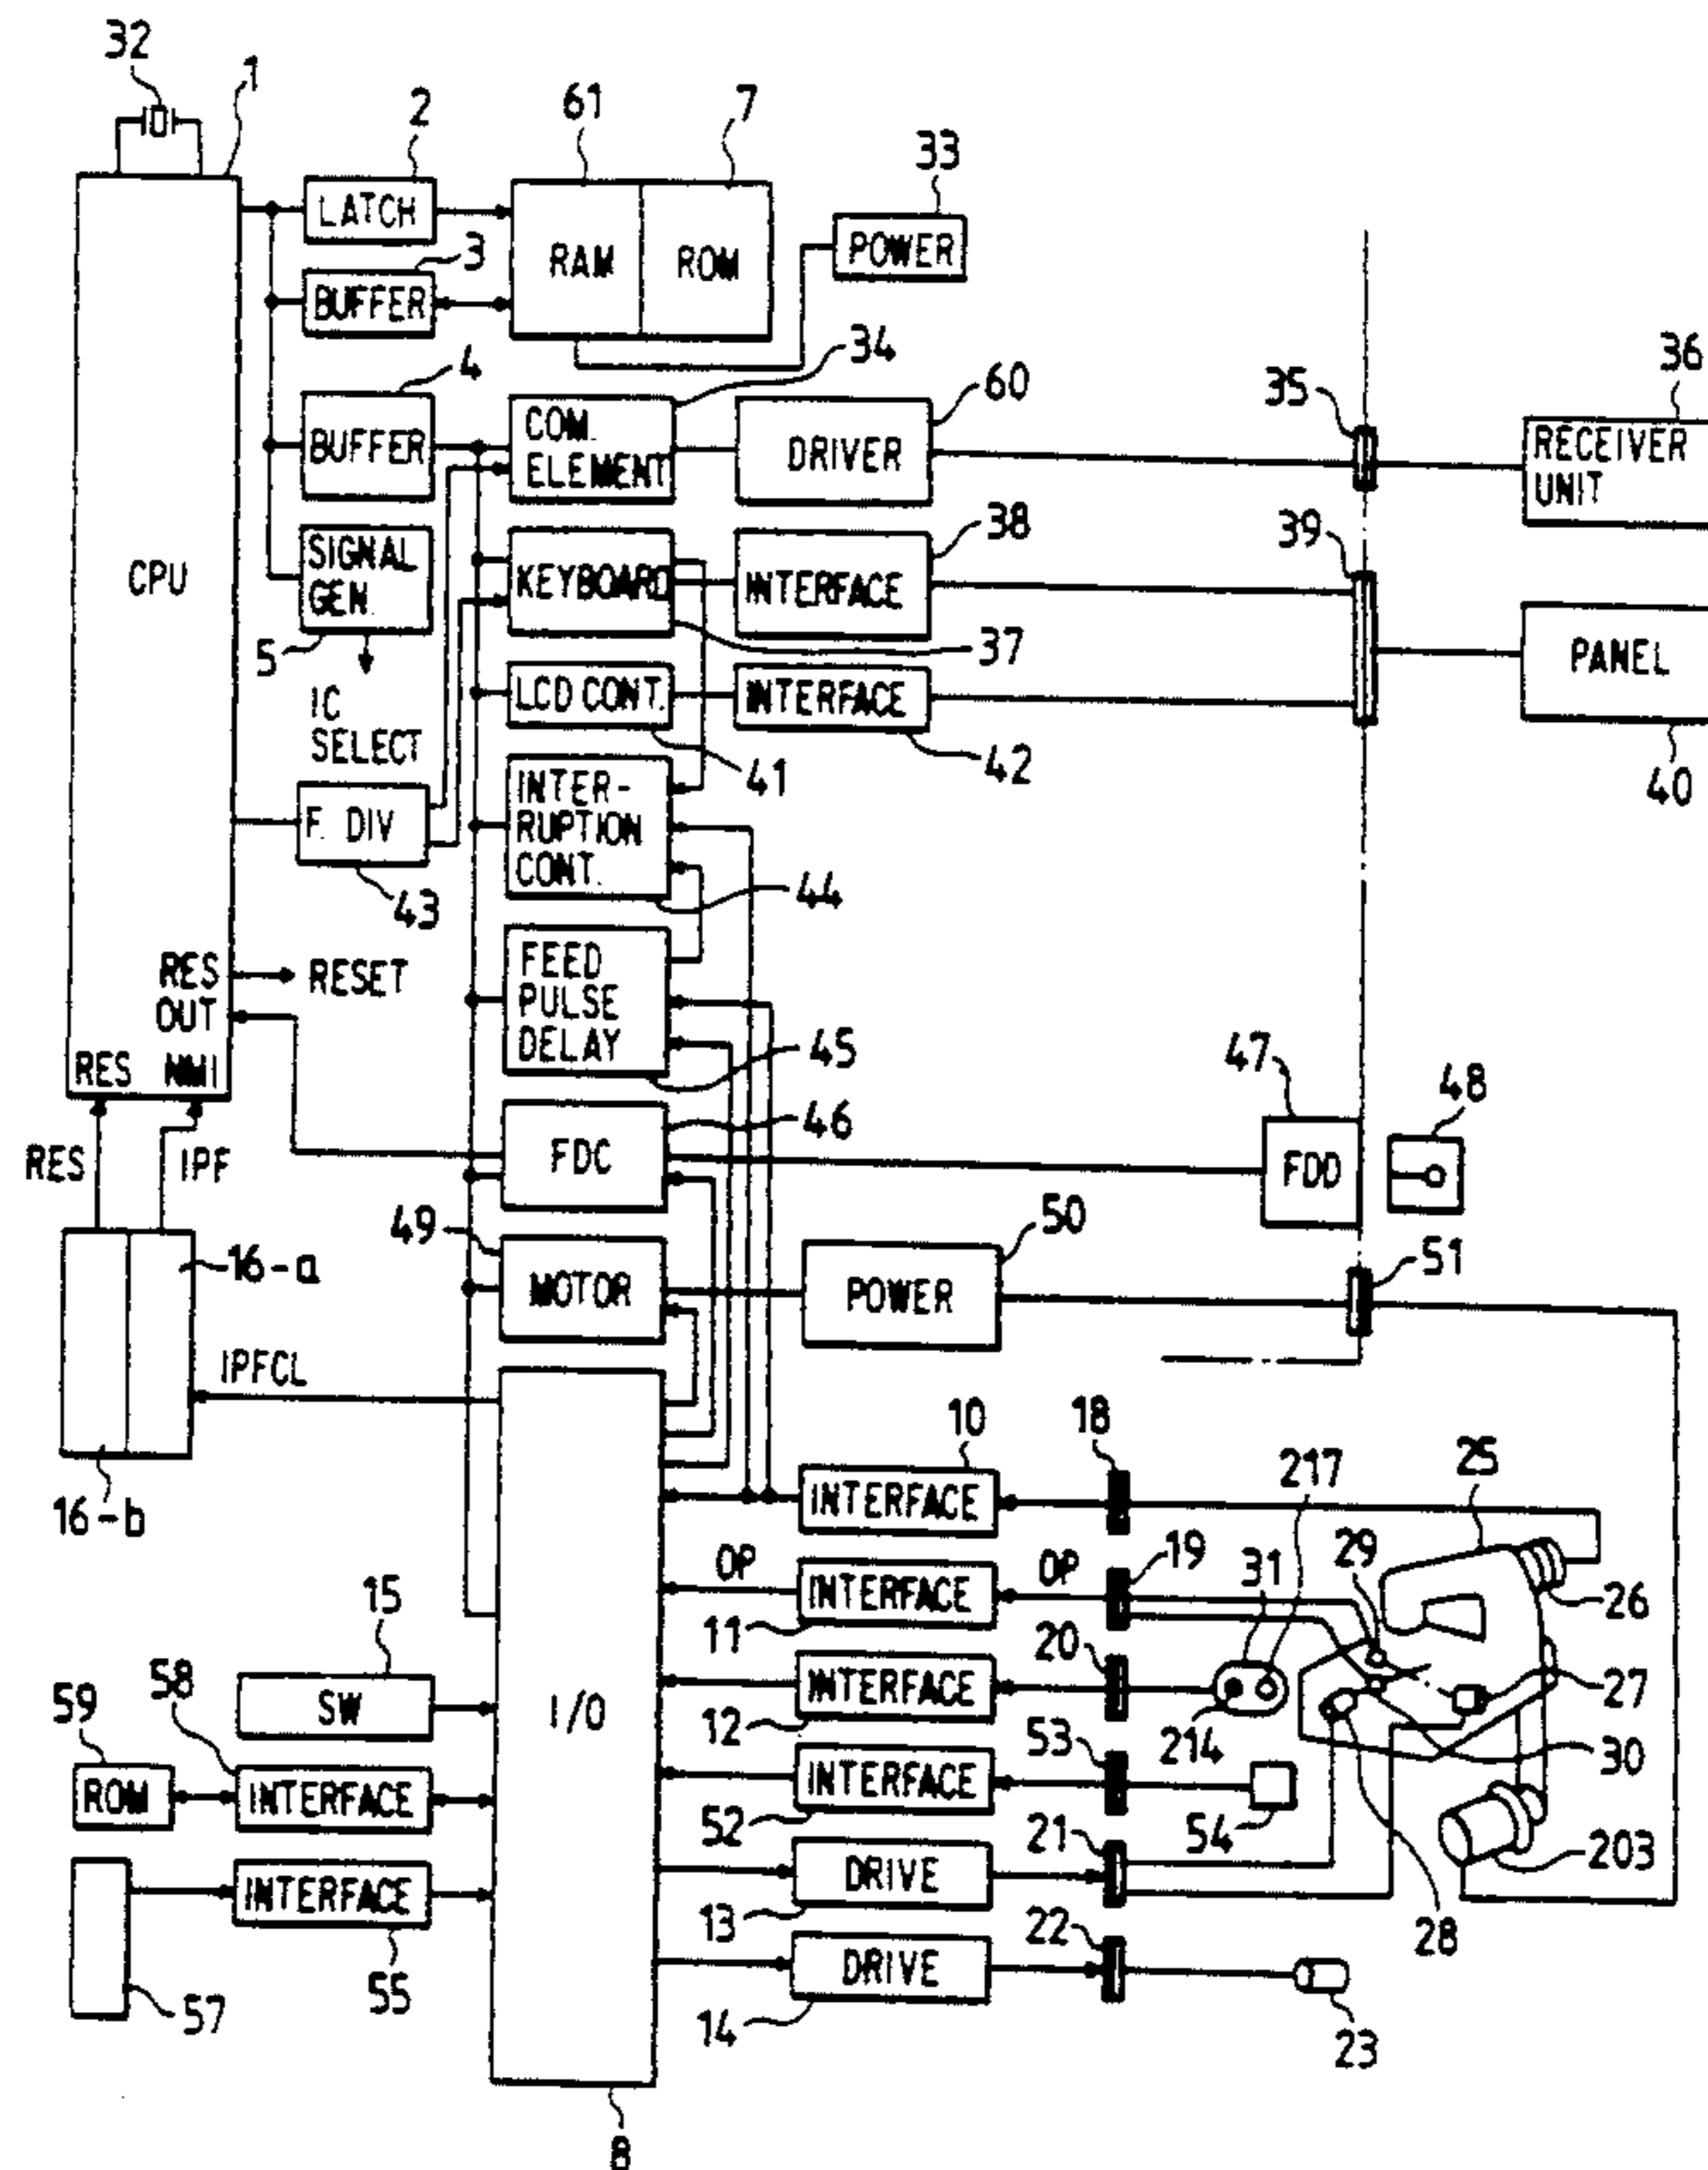 32
1
2
61
7
33
LATCH
3
RAM
ROM
POWER
BUFFER
34
36
4
60
35
BUFFER
COM.
ELEMENT
DRIVER
RECEIVER
UNIT
CPU
SIGNAL
GEN.
KEYBOARD
INTERFACE
38
39
5
37
PANEL
IC
SELECT
LCD CONT.
INTERFACE
41
42
40
F. DIV
INTER-
RUPTION
CONT.
43
44
RES
OUT
RESET
FEED
PULSE
DELAY
45
RES NMI
47
48
46
FDC
FDD
RES
IPF
49
50
51
16-a
MOTOR
POWER
IPFCL
10
18
217
25
16-b
INTERFACE
29
OP
OP
19
31
26
INTERFACE
15
11
20
SW
I/O
INTERFACE
27
58
12
214
30
59
53
ROM
INTERFACE
INTERFACE
52
21
54
203
INTERFACE
DRIVE
13
22
28
57
55
DRIVE
14
23
8